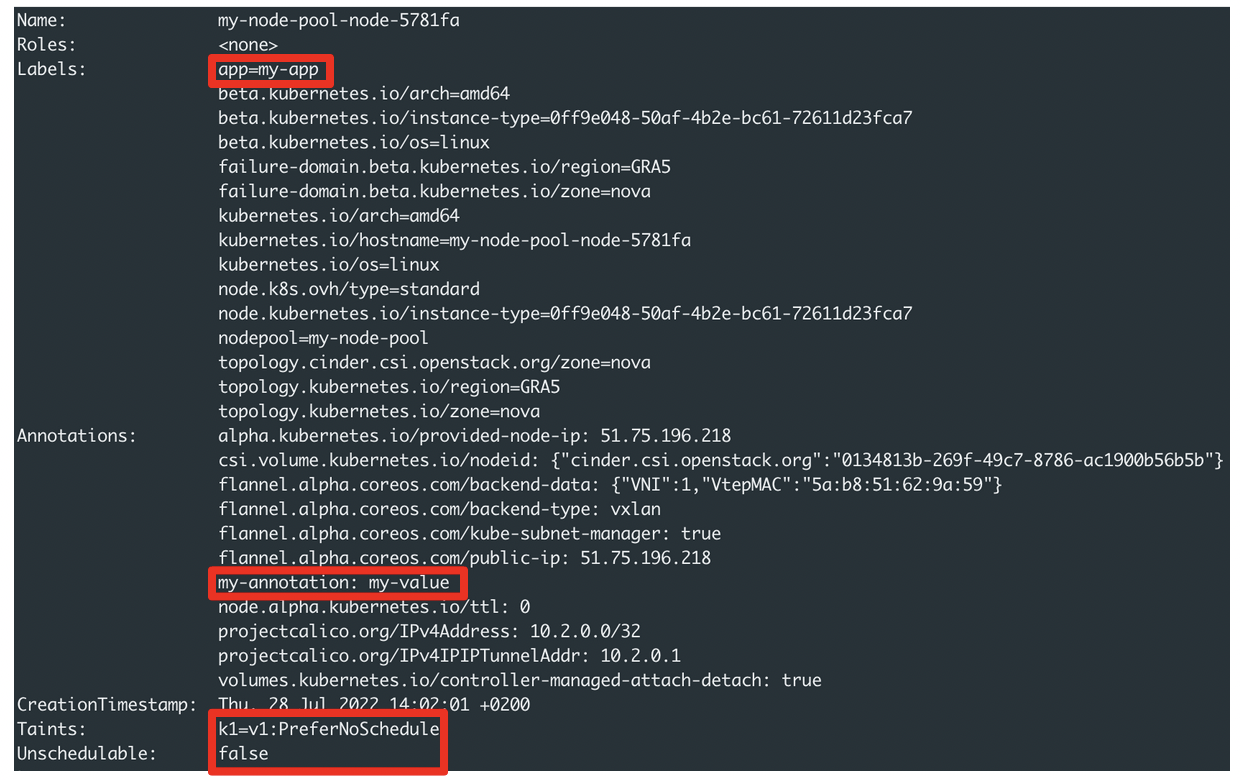 Name: my-node-pool-node-5781fa
Roles: <none>
Labels: app=my-app
beta.kubernetes.io/arch=amd64
beta.kubernetes.io/instance-type=0ff9e048-50af-4b2e-bc61-72611d23fca7
beta.kubernetes.io/os=linux
failure-domain.beta.kubernetes.io/region=GRA5
failure-domain.beta.kubernetes.io/zone=nova
kubernetes.io/arch=amd64
kubernetes.io/hostname=my-node-pool-node-5781fa
kubernetes.io/os=linux
node.k8s.ovh/type=standard
node.kubernetes.io/instance-type=0ff9e048-50af-4b2e-bc61-72611d23fca7
nodepool=my-node-pool
topology.cinder.csi.openstack.org/zone=nova
topology.kubernetes.io/region=GRA5
topology.kubernetes.io/zone=nova
Annotations: alpha.kubernetes.io/provided-node-ip: 51.75.196.218
csi.volume.kubernetes.io/nodeid: {"cinder.csi.openstack.org":"0134813b-269f-49c7-8786-ac1900b56b5b"}
flannel.alpha.coreos.com/backend-data: {"VNI":1,"VtepMAC":"5a:b8:51:62:9a:59"}
flannel.alpha.coreos.com/backend-type: vxlan
flannel.alpha.coreos.com/kube-subnet-manager: true
flannel.alpha.coreos.com/public-ip: 51.75.196.218
my-annotation: my-value
node.alpha.kubernetes.io/ttl: 0
projectcalico.org/IPv4Address: 10.2.0.0/32
projectcalico.org/IPv4IPIPTunnelAddr: 10.2.0.1
volumes.kubernetes.io/controller-managed-attach-detach: true
CreationTimestamp: Thu, 28 Jul 2022 14:02:01 +0200
Taints: k1=v1:PreferNoSchedule
Unschedulable: false